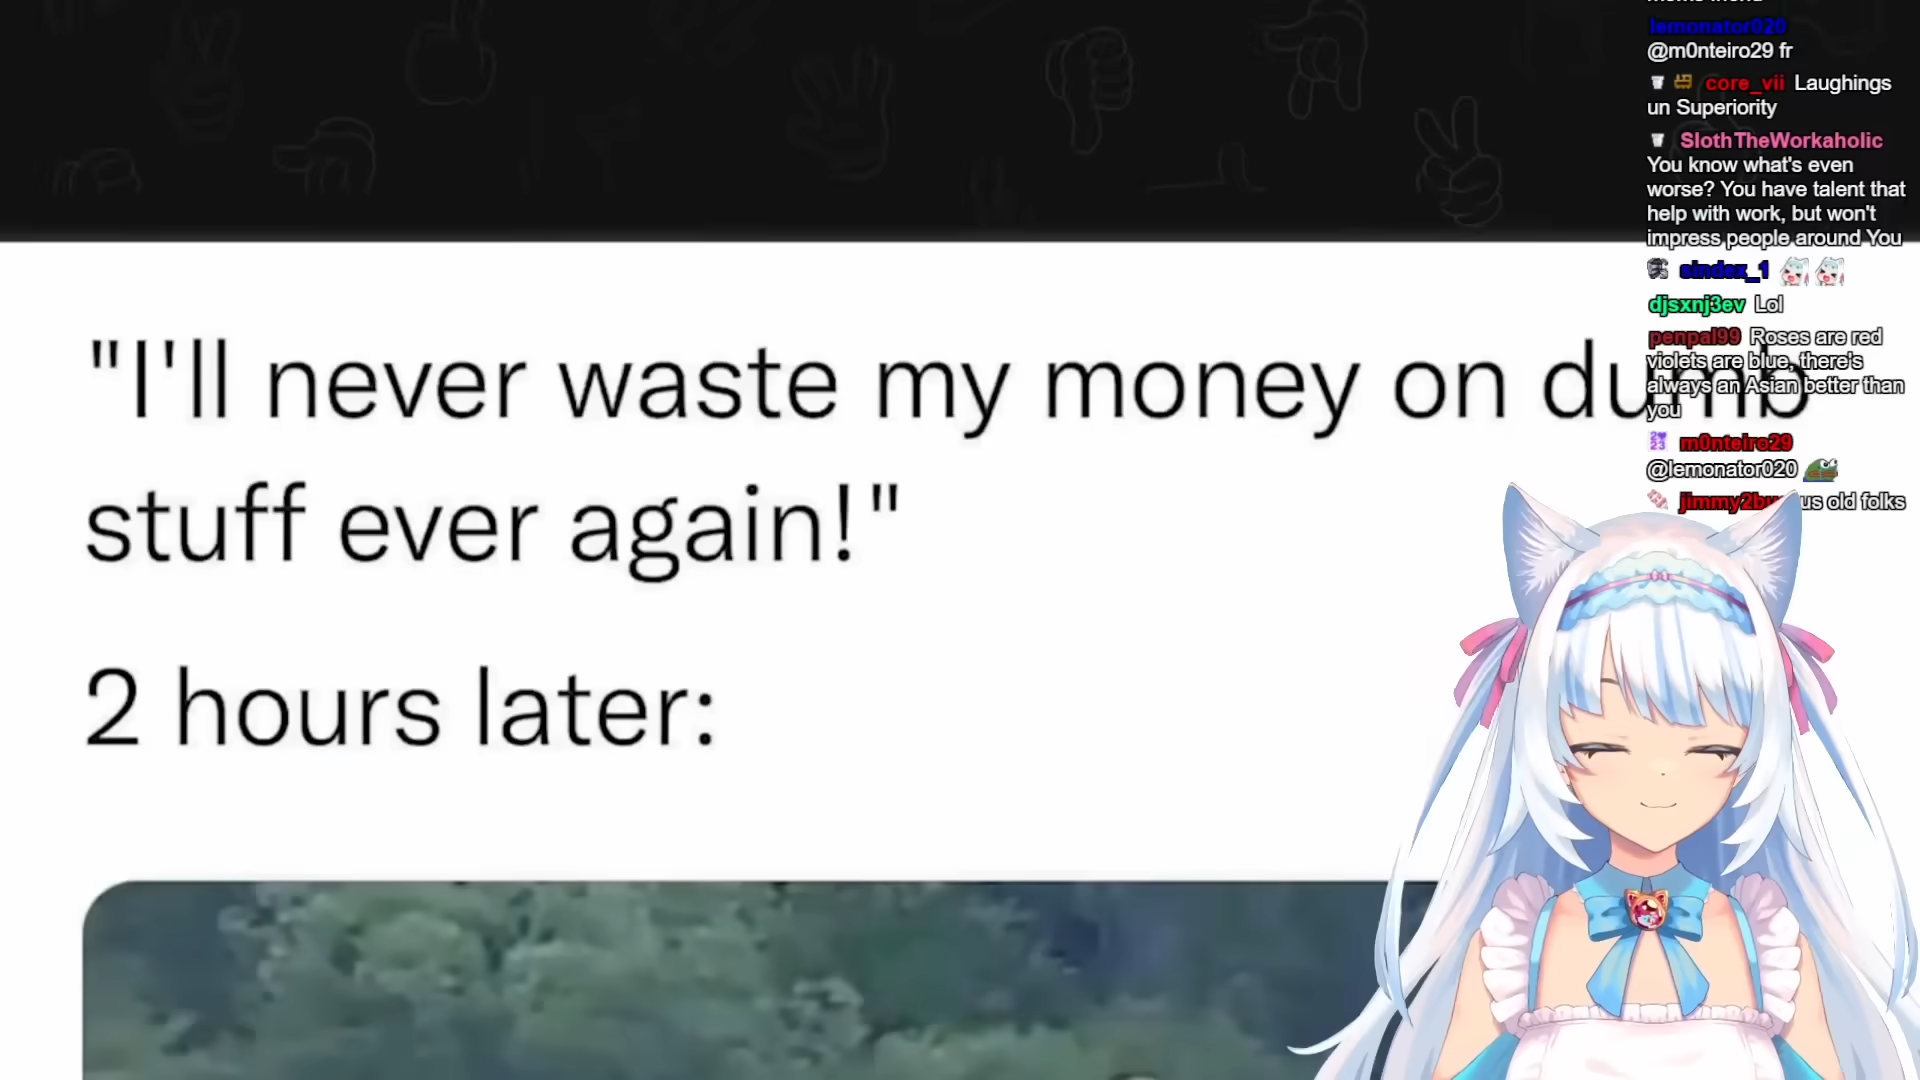 lemonator020
@m0nteiro29 fr
core_vii Laughings
un Superiority
SlothTheWorkaholic
You know what's even
worse? You have talent that
help with work, but won't
impress people around You
sindex_1
djsxnj3ev Lol
penpal99 Roses are red
violets are blue, there's
always an Asian better than
you
m0nteiro29
@lemonator020
us old folks
"I'll never waste my money on dumb
stuff ever again!"
2 hours later: